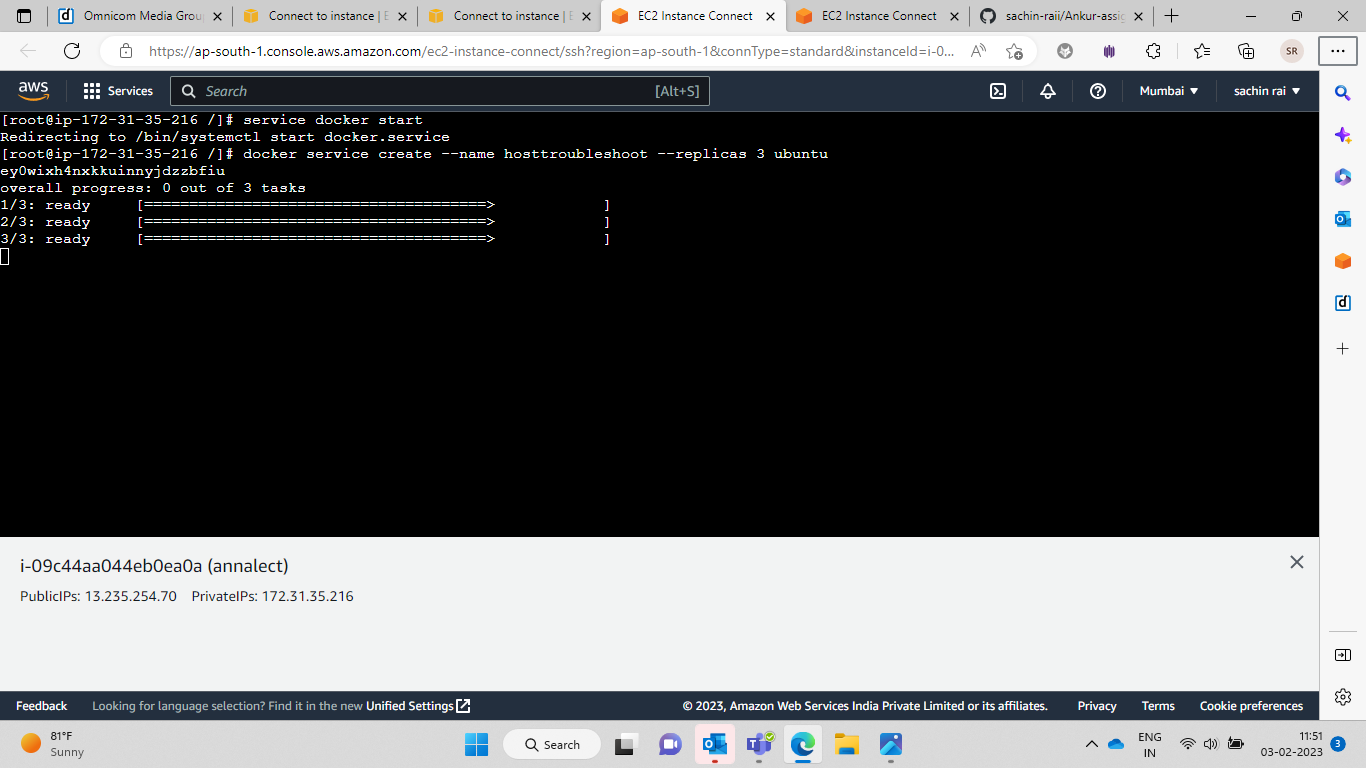 Omnicom Media Grou
Connect to instance | E
Connect to instance | E
EC2 Instance Connect
EC2 Instance Connect
sachin-raii/Ankur-assig
https://ap-south-1.console.aws.amazon.com/ec2-instance-connect/ssh?region=ap-south-1&connType=standard&instanceId=i-0...
SR
aws
Services
Search
[Alt+S]
Mumbai
sachin rai
[root@ip-172-31-35-216 /]# service docker start
Redirecting to /bin/systemctl start docker.service
[root@ip-172-31-35-216 /]# docker service create --name hosttroubleshoot --replicas 3 ubuntu
ey0wixh4nxkkuinnyjdzzbfiu
overall progress: 0 out of 3 tasks
1/3: ready     [======================================>            ]
2/3: ready     [======================================>            ]
3/3: ready     [======================================>            ]
i-09c44aa044eb0ea0a (annalect)
PublicIPs: 13.235.254.70    PrivateIPs: 172.31.35.216
Feedback
Looking for language selection? Find it in the new Unified Settings
© 2023, Amazon Web Services India Private Limited or its affiliates.
Privacy
Terms
Cookie preferences
81°F
Sunny
Search
ENG
IN
11:51
03-02-2023
3